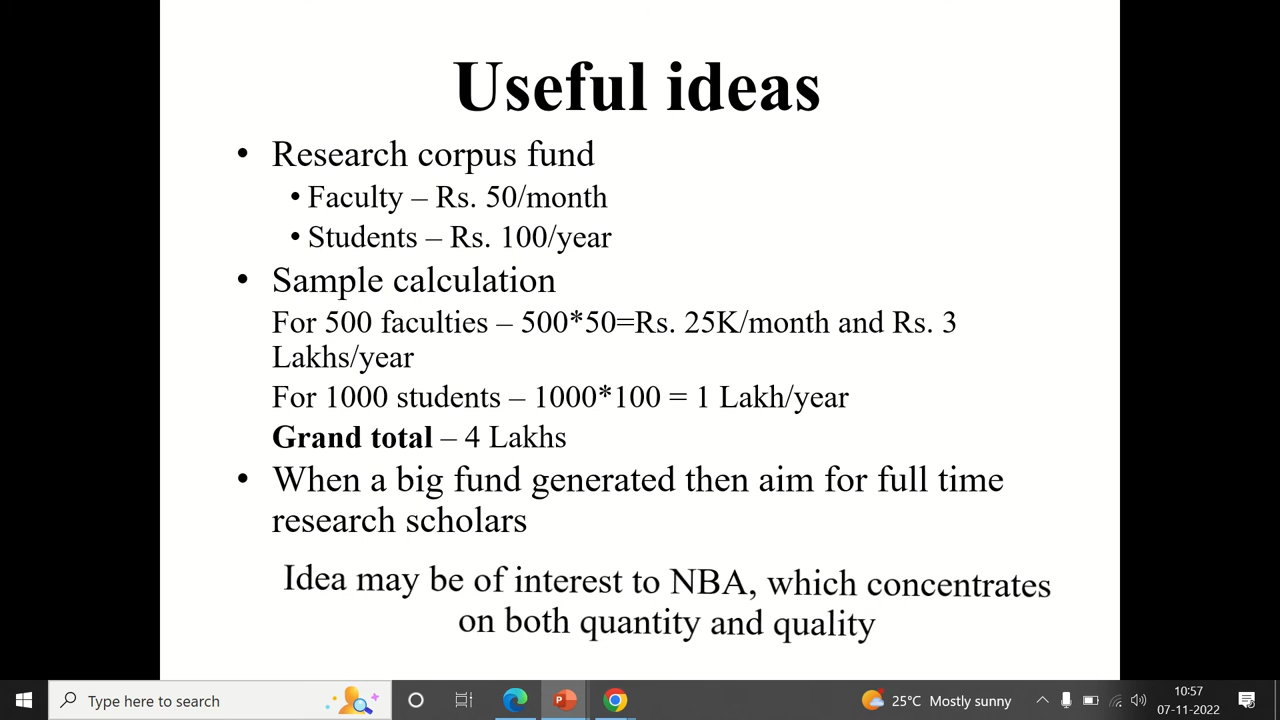 Useful ideas
• Research corpus fund
• Faculty – Rs. 50/month
• Students – Rs. 100/year
• Sample calculation
For 500 faculties – 500*50=Rs. 25K/month and Rs. 3
Lakhs/year
For 1000 students – 1000*100 = 1 Lakh/year
Grand total – 4 Lakhs
• When a big fund generated then aim for full time
research scholars
Idea may be of interest to NBA, which concentrates
on both quantity and quality
Type here to search
25°C Mostly sunny
10:57
07-11-2022